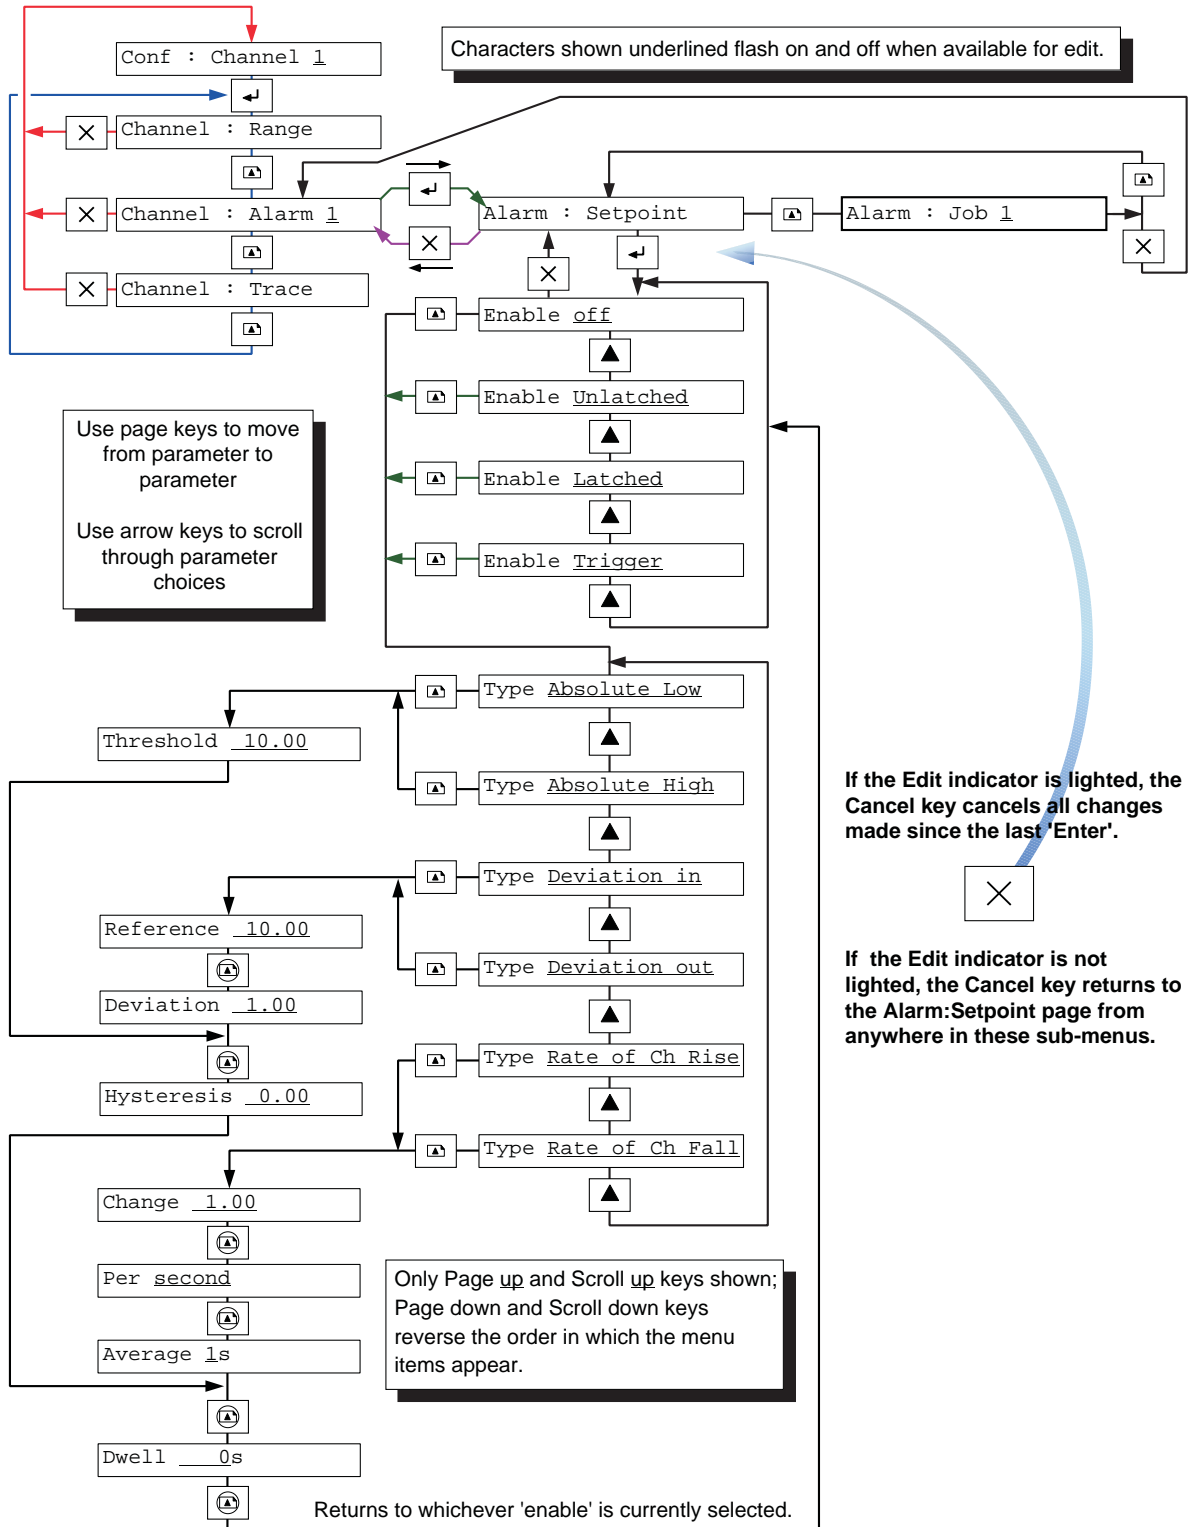 Conf : Channel 1
Characters shown underlined flash on and off when available for edit.
Channel : Range
Channel : Alarm 1
Alarm : Setpoint
Alarm : Job 1
Channel : Trace
Enable off
Enable Unlatched
Enable Latched
Enable Trigger
Use page keys to move
from parameter to
parameter
Use arrow keys to scroll
through parameter
choices
Type Absolute Low
Threshold 10.00
Type Absolute High
Type Deviation in
Reference 10.00
Type Deviation out
Deviation 1.00
Type Rate of Ch Rise
Hysteresis 0.00
Type Rate of Ch Fall
Change 1.00
Per second
Average 1s
Dwell 0s
If the Edit indicator is lighted, the
Cancel key cancels all changes
made since the last 'Enter'.
If the Edit indicator is not
lighted, the Cancel key returns to
the Alarm:Setpoint page from
anywhere in these sub-menus.
Only Page up and Scroll up keys shown;
Page down and Scroll down keys
reverse the order in which the menu
items appear.
Returns to whichever 'enable' is currently selected.